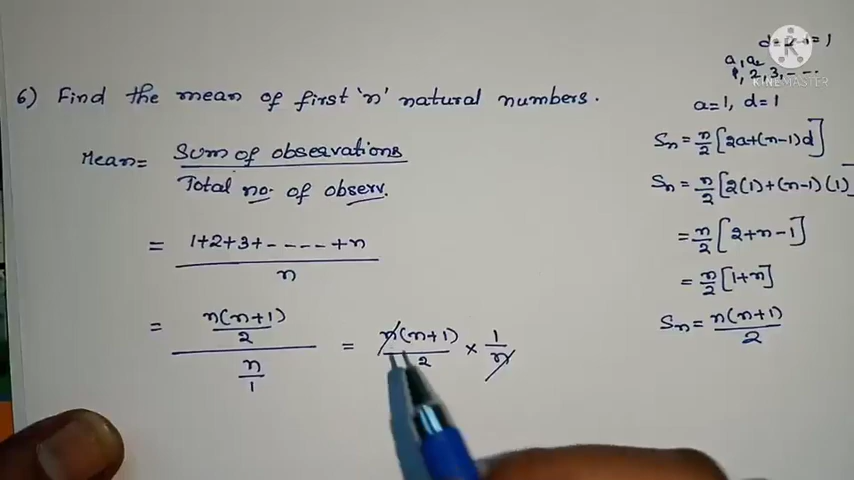 6) Find the mean of first 'n' natural numbers.
Mean = Sum of observations
Total no. of observ.
= 1+2+3+-----+n
n
= n(n+1)
2
n
1
= n(n+1)
2
× 1
n
d=2-1=1
a, a₂
1, 2, 3, ----
a=1, d=1
Sn = n/2 [2a+(n-1)d]
Sn = n/2 [2(1)+(n-1)(1)]
= n/2 [2+n-1]
= n/2 [1+n]
Sn = n(n+1)
2
KINEMASTER